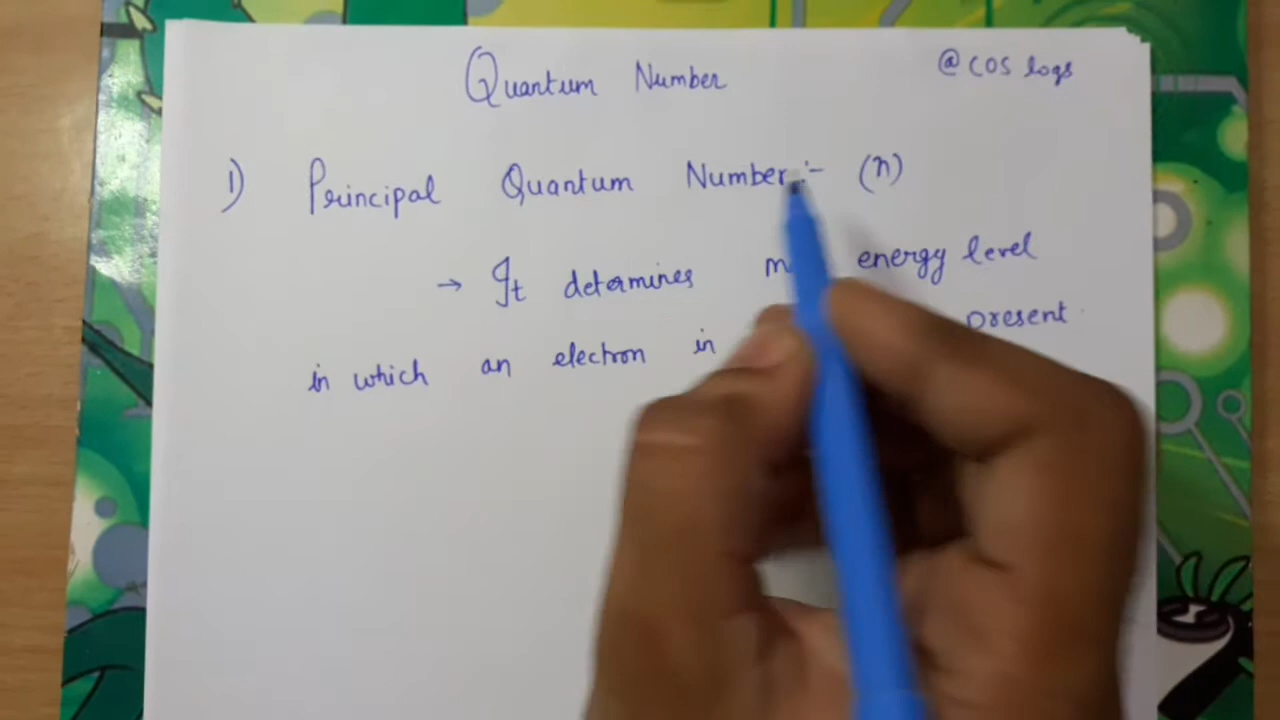 Quantum Number
@COS logs
1) Principal Quantum Number:- (n)
→ It determines energy level
in which an electron in present